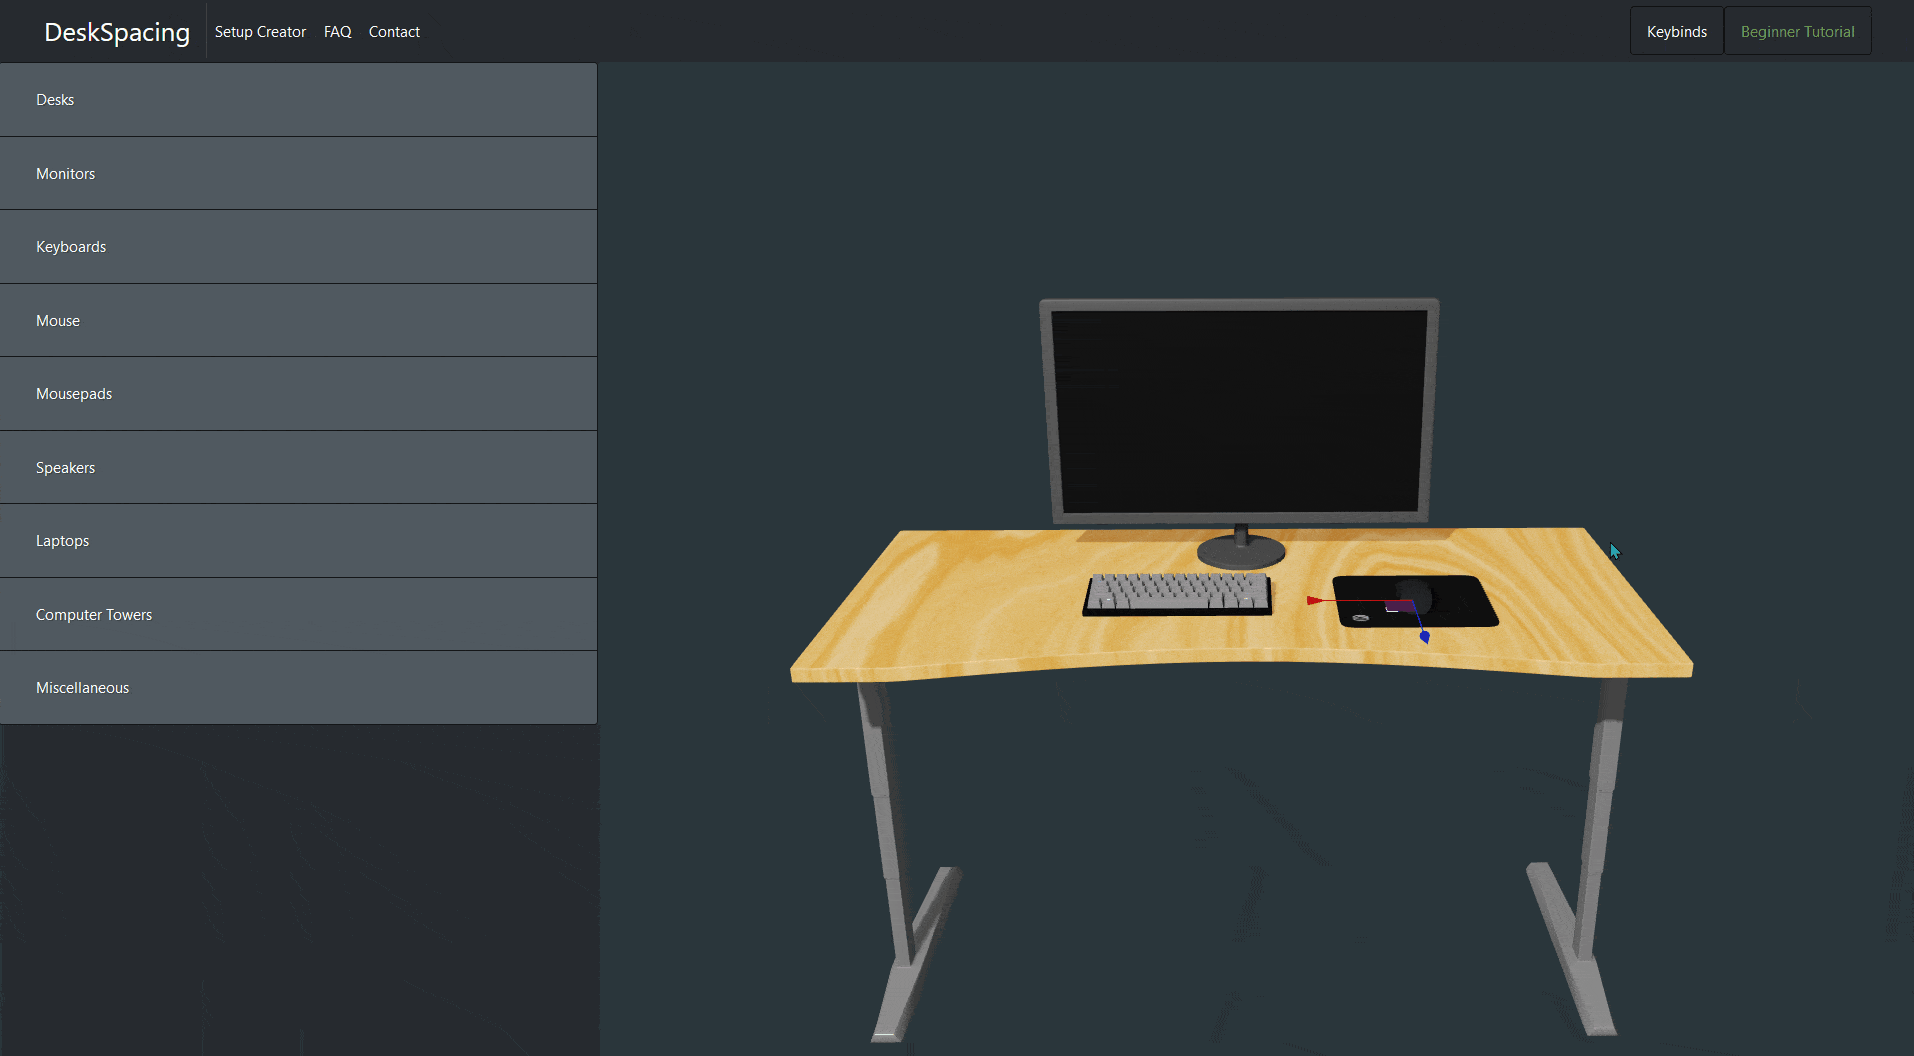 DeskSpacing
Setup Creator
FAQ
Contact
Keybinds
Beginner Tutorial
Desks
Monitors
Keyboards
Mouse
Mousepads
Speakers
Laptops
Computer Towers
Miscellaneous